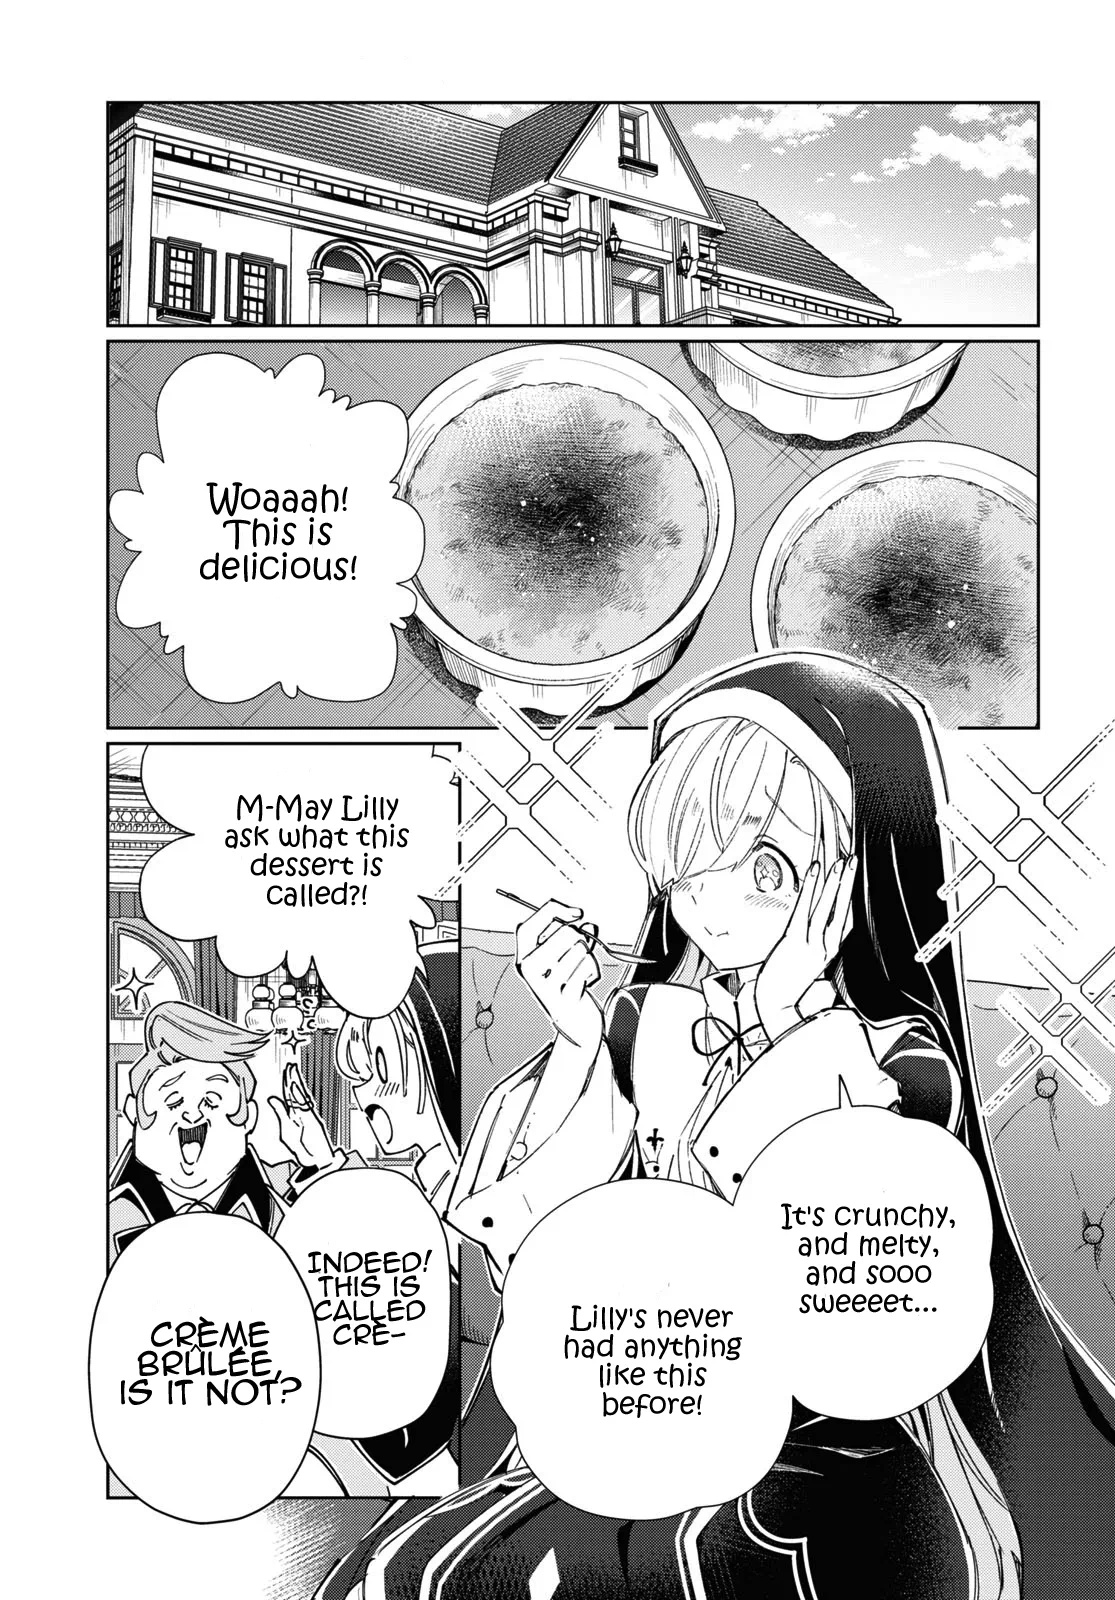 Woaaah!
This is
delicious!
It's crunchy,
and melty,
and sooo
sweeeet...
Lilly's never
had anything
like this
before!
M-May Lilly
ask what this
dessert is
called?!
INDEED!
THIS IS
CALLED
CRÈ-
CRÈME
BRÛLÉE,
IS IT NOT?